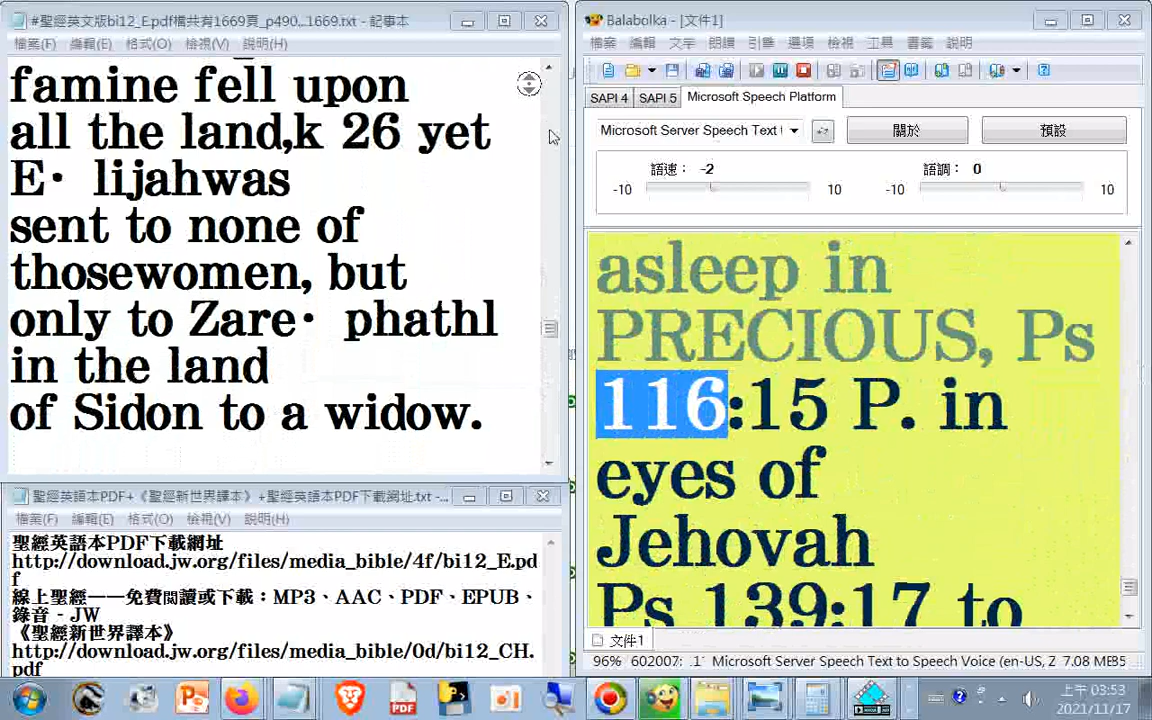 #聖經英文版bi12_E.pdf檔共有1669頁_p490,..1669.txt - 記事本
檔案(F) 編輯(E) 格式(O) 檢視(V) 說明(H)
famine fell upon
all the land,k 26 yet
E· lijahwas
sent to none of
thosewomen, but
only to Zare· phathl
in the land
of Sidon to a widow.
聖經英語本PDF+《聖經新世界譯本》+聖經英語本PDF下載網址.txt -...
檔案(F) 編輯(E) 格式(O) 檢視(V) 說明(H)
聖經英語本PDF下載網址
http://download.jw.org/files/media_bible/4f/bi12_E.pd
f
線上聖經——免費閱讀或下載：MP3、AAC、PDF、EPUB、
錄音 - JW
《聖經新世界譯本》
http://download.jw.org/files/media_bible/0d/bi12_CH.
pdf
Balabolka - [文件1]
檔案 編輯 文字 朗讀 引擎 選項 檢視 工具 書籤 說明
SAPI 4 SAPI 5 Microsoft Speech Platform
Microsoft Server Speech Text 關於 預設
語速： -2 語調： 0
-10 10 -10 10
asleep in
PRECIOUS, Ps
116:15 P. in
eyes of
Jehovah
Ps 139:17 to
文件1
96% 602007: Microsoft Server Speech Text to Speech Voice (en-US, Z 7.08 MB
上午 03:53
2021/11/17